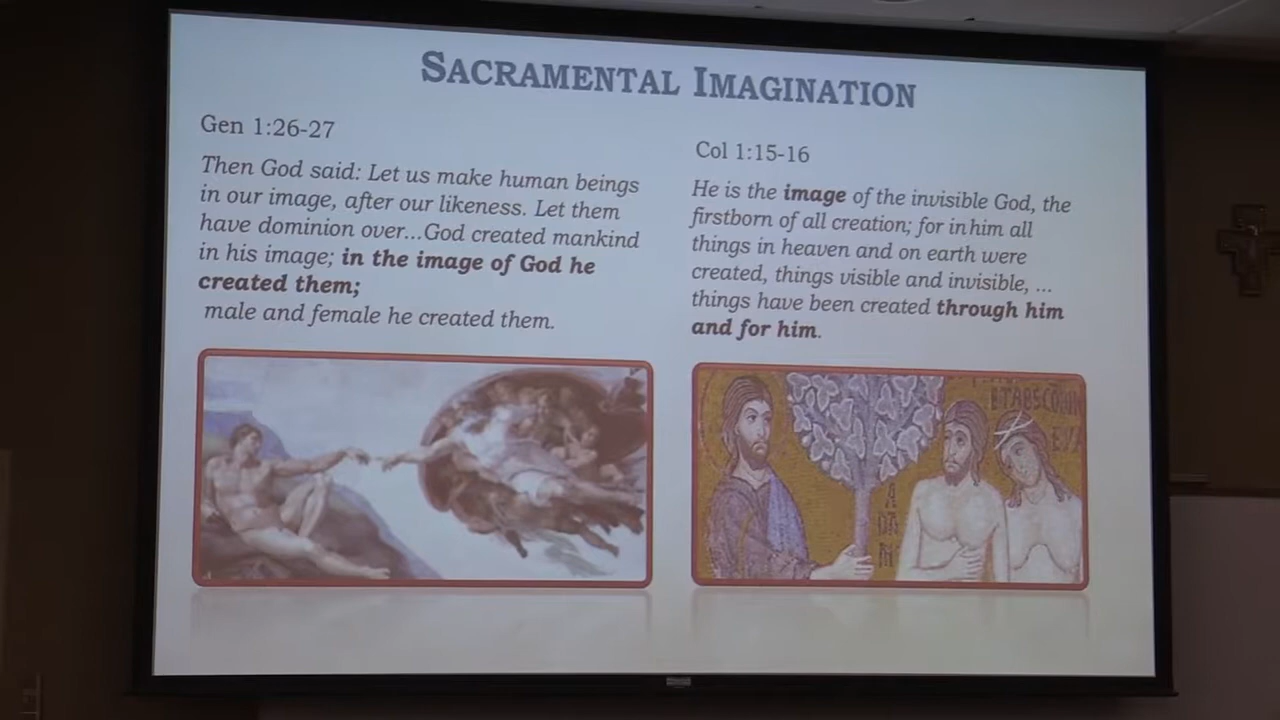 SACRAMENTAL IMAGINATION
Gen 1:26-27
Then God said: Let us make human beings
in our image, after our likeness. Let them
have dominion over...God created mankind
in his image; in the image of God he
created them;
male and female he created them.
Col 1:15-16
He is the image of the invisible God, the
firstborn of all creation; for in him all
things in heaven and on earth were
created, things visible and invisible, ...
things have been created through him
and for him.